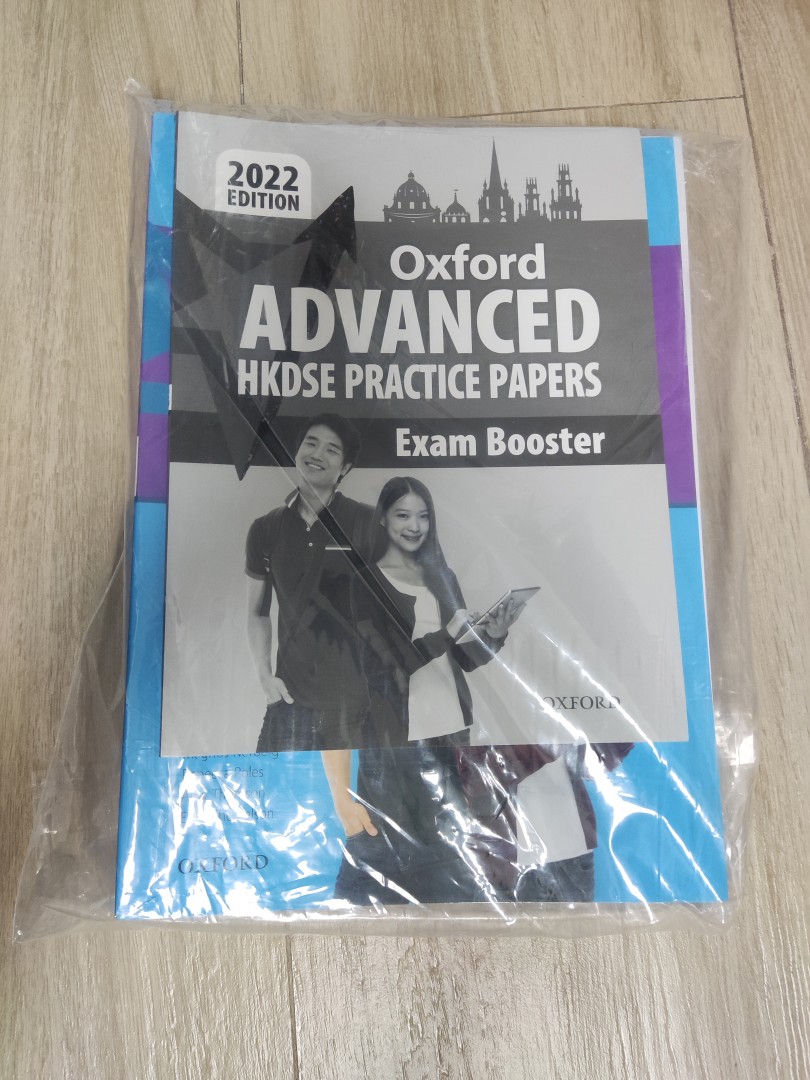 2022
EDITION
Oxford
ADVANCED
HKDSE PRACTICE PAPERS
Exam Booster
OXFORD
OXFORD